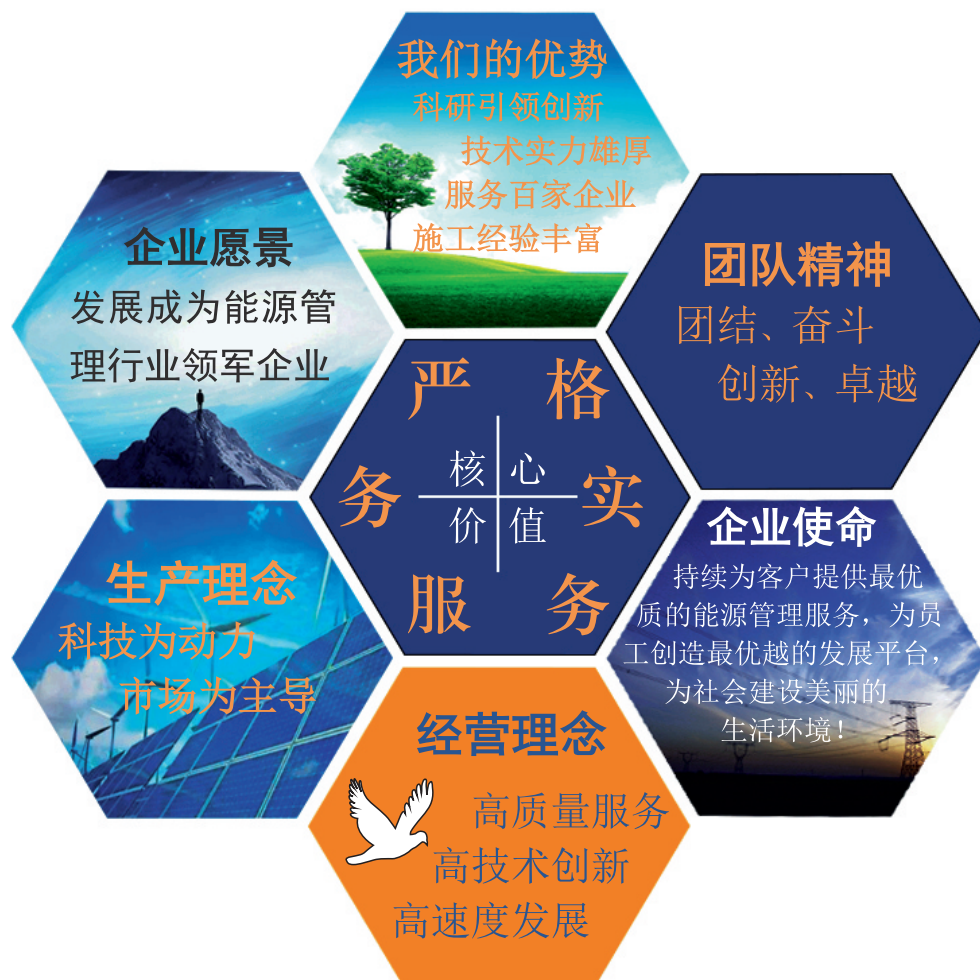 我们的优势
科研引领创新
技术实力雄厚
服务百家企业
施工经验丰富
企业愿景
发展成为能源管
理行业领军企业
团队精神
团结、奋斗
创新、卓越
严格
务实
服务
核心
价值
生产理念
科技为动力
市场为主导
企业使命
持续为客户提供最优
质的能源管理服务，为员
工创造最优越的发展平台，
为社会建设美丽的
生活环境！
经营理念
高质量服务
高技术创新
高速度发展